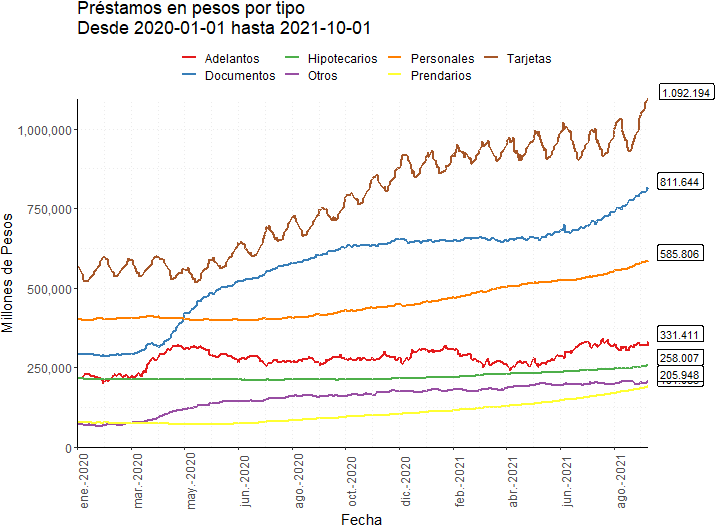 Préstamos en pesos por tipo
Desde 2020-01-01 hasta 2021-10-01
Adelantos Hipotecarios Personales Tarjetas
Documentos Otros Prendarios
1.092.194
1,000,000
811.644
750,000
585.806
500,000
331.411
258.007
250,000
205.948
0
Millones de Pesos
ene.-2020 mar.-2020 may.-2020 jun.-2020 ago.-2020 oct.-2020 dic.-2020 feb.-2021 abr.-2021 jun.-2021 ago.-2021
Fecha